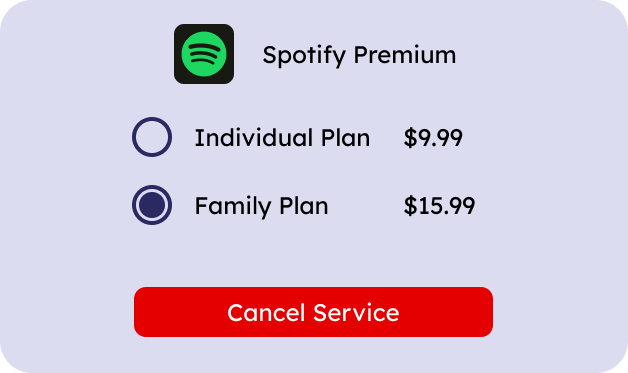 Spotify Premium
Individual Plan $9.99
Family Plan $15.99
Cancel Service